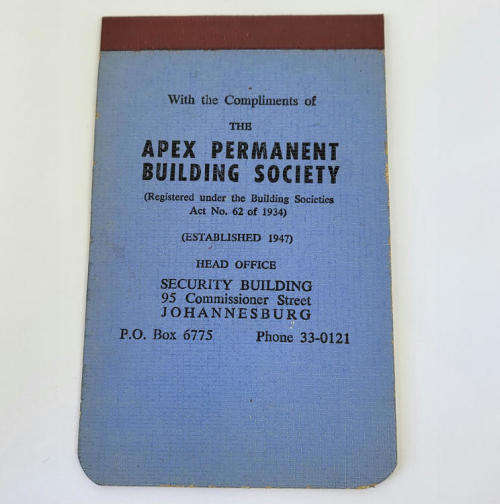 With the Compliments of
THE
APEX PERMANENT
BUILDING SOCIETY
(Registered under the Building Societies
Act No. 62 of 1934)
(ESTABLISHED 1947)
HEAD OFFICE
SECURITY BUILDING
95 Commissioner Street
JOHANNESBURG
P.O. Box 6775 Phone 33-0121